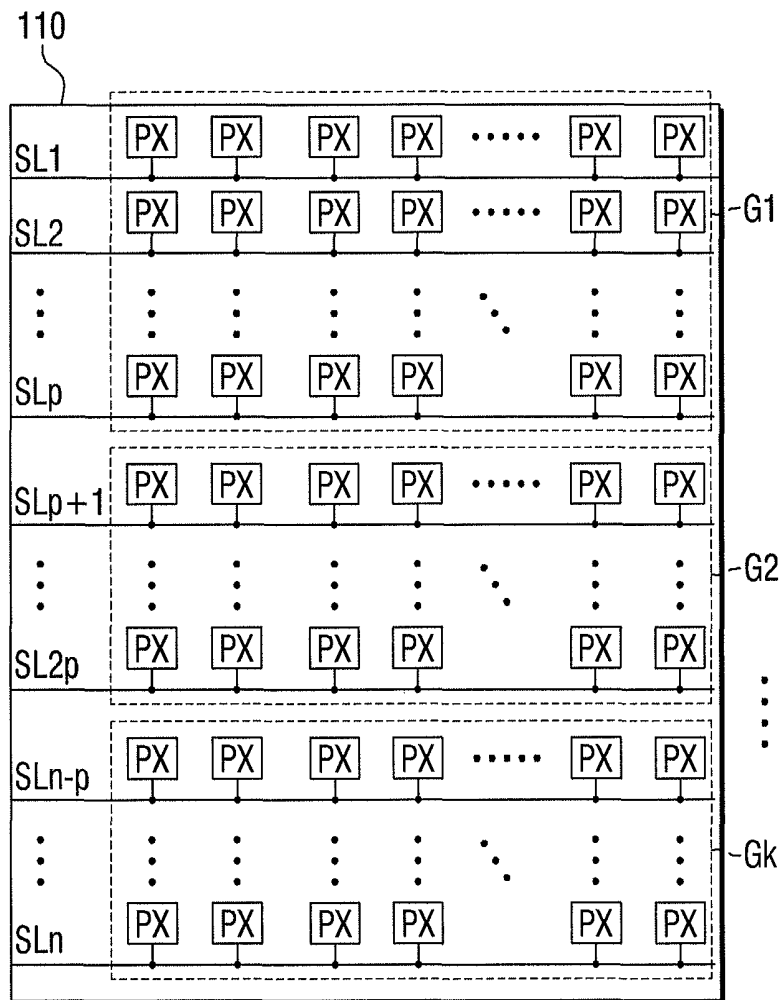 110
PX PX PX PX ..... PX PX
SL1
PX PX PX PX ..... PX PX
G1
SL2
PX PX PX PX PX PX
SLp
PX PX PX PX ..... PX PX
SLp+1
G2
PX PX PX PX PX PX
SL2p
PX PX PX PX ..... PX PX
SLn-p
Gk
PX PX PX PX PX PX
SLn